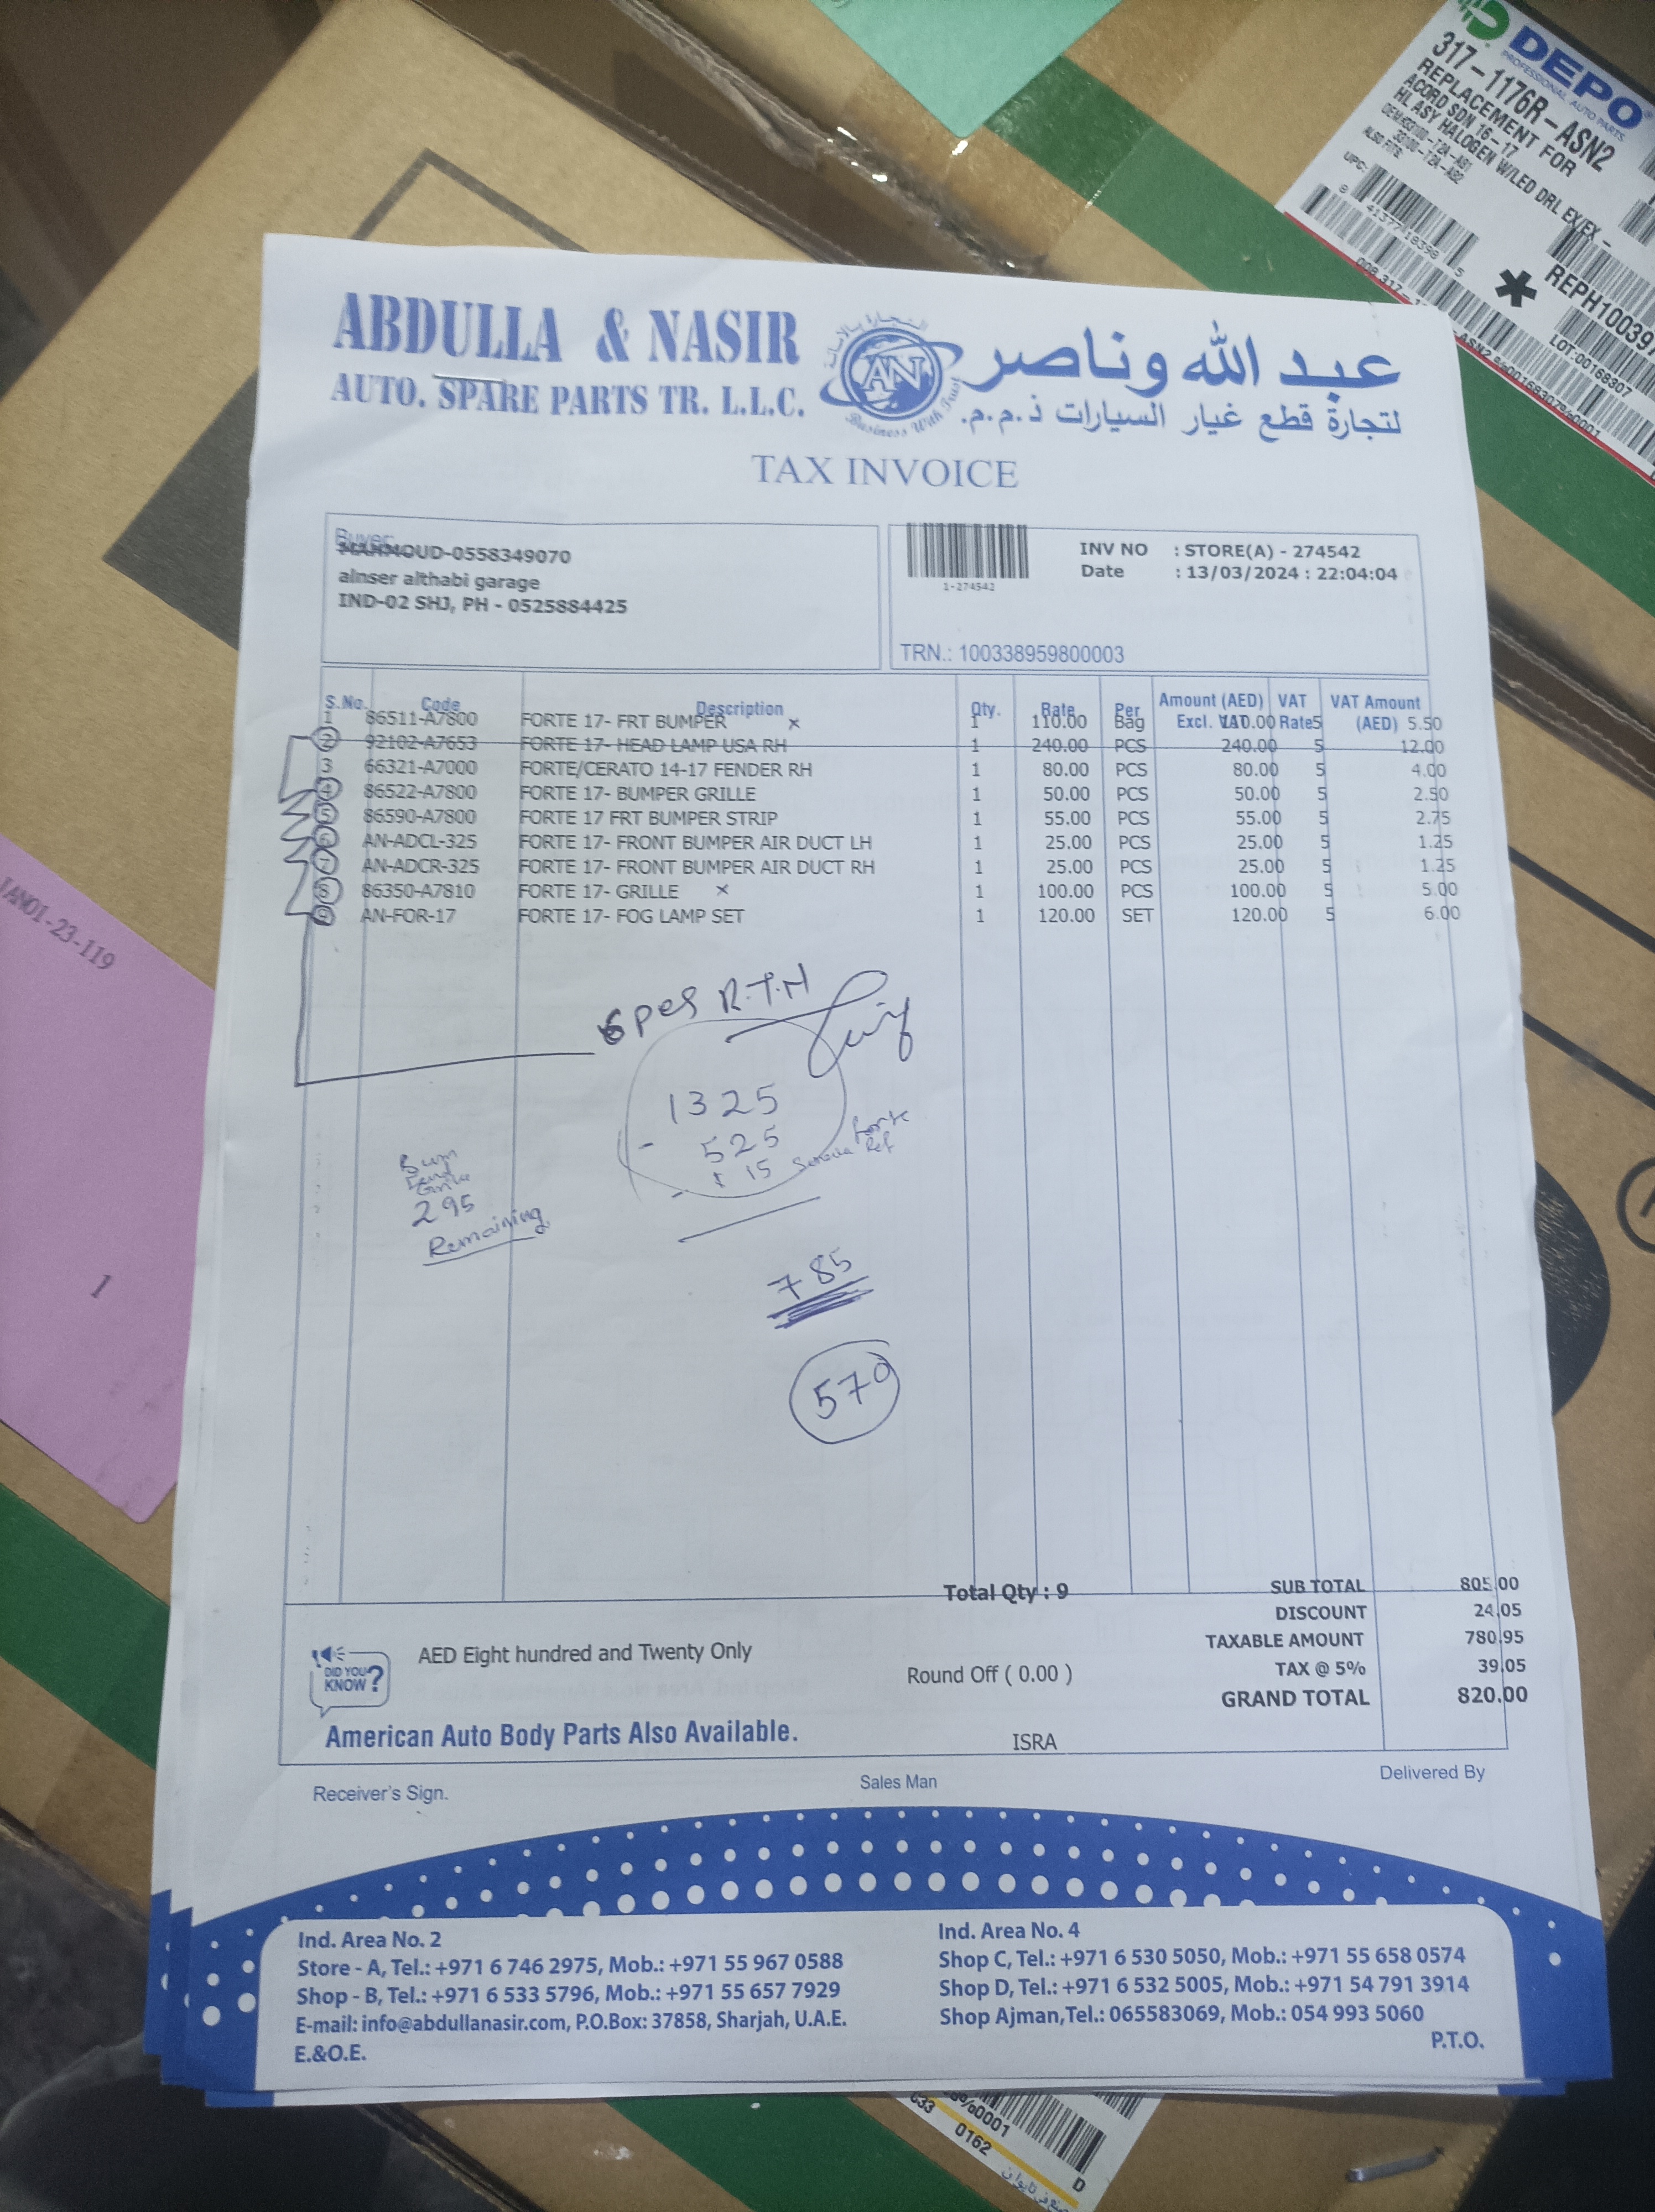 DEPO
PROFESSIONAL AUTO PARTS
317-1176R-ASN2
REPLACEMENT FOR
ACORD SDN 16-17
HL ASY HALOGEN W/LED DRL EX/EX-
ALSO FITS:
UPC:
REPH10039
LOT:00168307
ABDULLA & NASIR
AUTO. SPARE PARTS TR. L.L.C.
AN
Business With Trust
عبد الله وناصر
لتجارة قطع غيار السيارات ذ.م.م.
TAX INVOICE
Buyer:
MAHMOUD-0558349070
alnser althabi garage
IND-02 SHJ, PH - 0525884425
1-274542
INV NO : STORE(A) - 274542
Date : 13/03/2024 : 22:04:04
TRN.: 100338959800003
S.No. Code Description Qty. Rate Per Amount (AED) Excl. VAT VAT Rate VAT Amount (AED)
1 86511-A7800 FORTE 17- FRT BUMPER x 1 110.00 Bag 110.00 5 5.50
2 92102-A7653 FORTE 17- HEAD LAMP USA RH 1 240.00 PCS 240.00 5 12.00
3 66321-A7000 FORTE/CERATO 14-17 FENDER RH 1 80.00 PCS 80.00 5 4.00
4 86522-A7800 FORTE 17- BUMPER GRILLE 1 50.00 PCS 50.00 5 2.50
5 86590-A7800 FORTE 17 FRT BUMPER STRIP 1 55.00 PCS 55.00 5 2.75
6 AN-ADCL-325 FORTE 17- FRONT BUMPER AIR DUCT LH 1 25.00 PCS 25.00 5 1.25
7 AN-ADCR-325 FORTE 17- FRONT BUMPER AIR DUCT RH 1 25.00 PCS 25.00 5 1.25
8 86350-A7810 FORTE 17- GRILLE x 1 100.00 PCS 100.00 5 5.00
9 AN-FOR-17 FORTE 17- FOG LAMP SET 1 120.00 SET 120.00 5 6.00
6 pcs R.T.N
1325
- 525
- 15
295
Remaining
785
570
Total Qty : 9
SUB TOTAL 805.00
DISCOUNT 24.05
TAXABLE AMOUNT 780.95
TAX @ 5% 39.05
GRAND TOTAL 820.00
DID YOU KNOW?
AED Eight hundred and Twenty Only
Round Off ( 0.00 )
American Auto Body Parts Also Available.
ISRA
Receiver's Sign.
Sales Man
Delivered By
Ind. Area No. 2
Store - A, Tel.: +971 6 746 2975, Mob.: +971 55 967 0588
Shop - B, Tel.: +971 6 533 5796, Mob.: +971 55 657 7929
E-mail: info@abdullanasir.com, P.O.Box: 37858, Sharjah, U.A.E.
E.&O.E.
Ind. Area No. 4
Shop C, Tel.: +971 6 530 5050, Mob.: +971 55 658 0574
Shop D, Tel.: +971 6 532 5005, Mob.: +971 54 791 3914
Shop Ajman,Tel.: 065583069, Mob.: 054 993 5060
P.T.O.
IAN01-23-119
1
0162
D